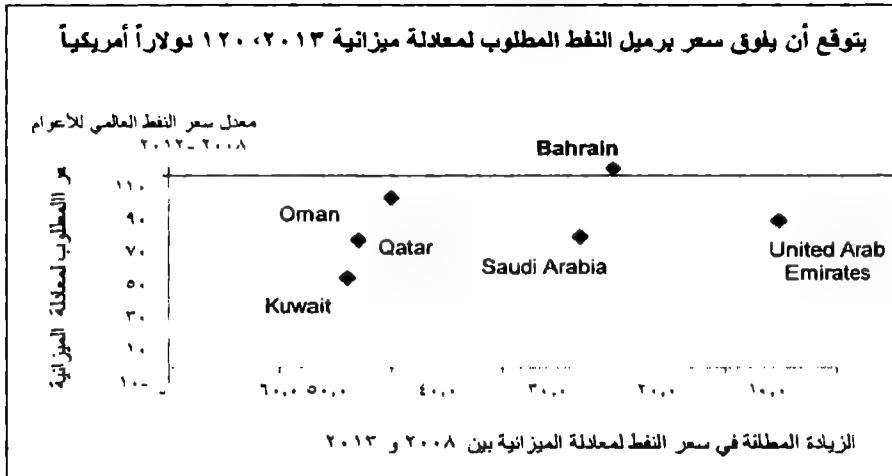 يتوقع أن يفوق سعر برميل النفط المطلوب لمعادلة ميزانية ٢٠١٣، ١٢٠ دولاراً أمريكياً
معدل سعر النفط العالمي للأعوام
٢٠٠٨-٢٠١٢
المطلوب لمعادلة الميزانية
١١٠
٩٠
٧٠
٥٠
٣٠
١٠
١٠-
Bahrain
Oman
Qatar
Kuwait
Saudi Arabia
United Arab
Emirates
٦٠,٠ ٥٠,٠ ٤٠,٠ ٣٠,٠ ٢٠,٠ ١٠,٠
الزيادة المطلقة في سعر النفط لمعادلة الميزانية بين ٢٠٠٨ و ٢٠١٣